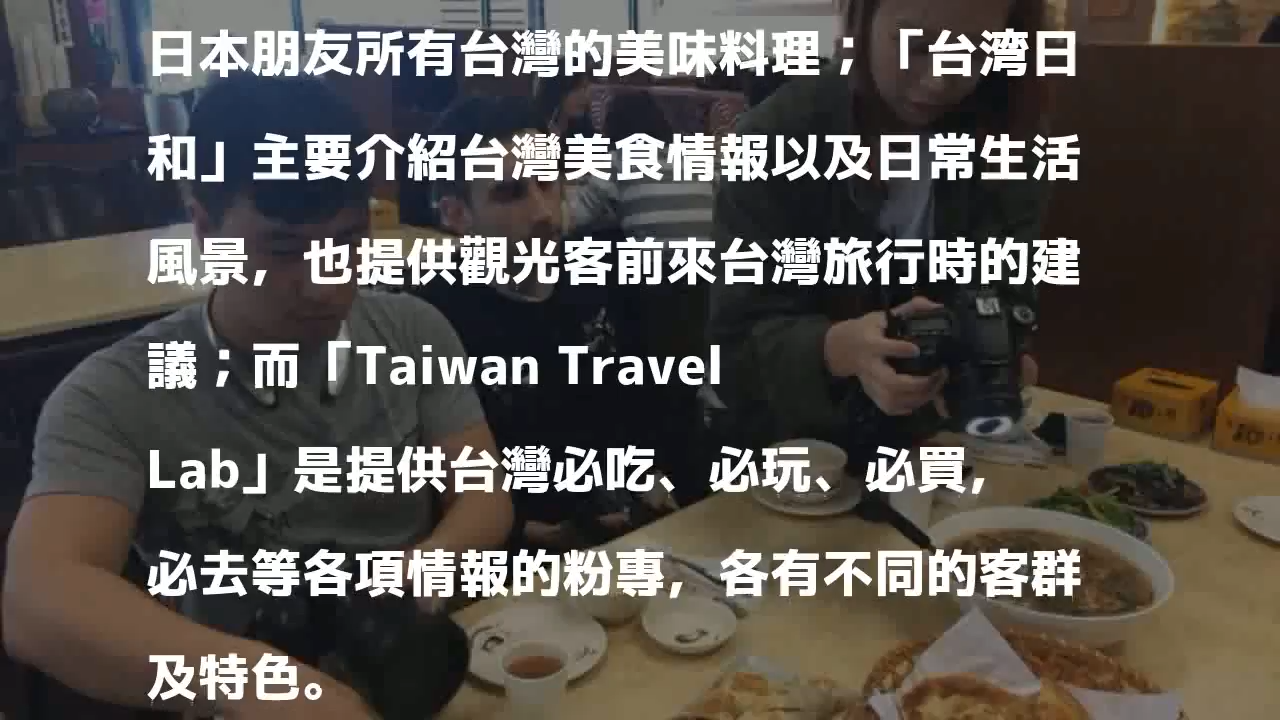 日本朋友所有台灣的美味料理；「台湾日
和」主要介紹台灣美食情報以及日常生活
風景，也提供觀光客前來台灣旅行時的建
議；而「Taiwan Travel
Lab」是提供台灣必吃、必玩、必買，
必去等各項情報的粉專，各有不同的客群
及特色。